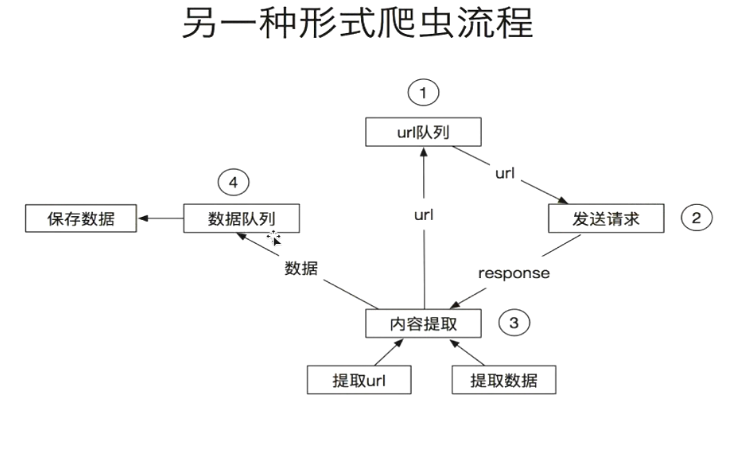 另一种形式爬虫流程
1
url队列
url
4
保存数据
数据队列
url
发送请求
2
数据
response
内容提取
3
提取url
提取数据